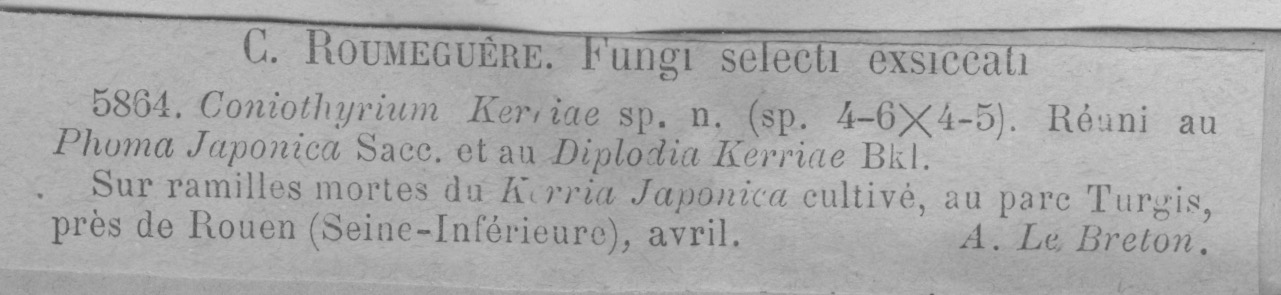 C. ROUMEGUÊRE. Fungi selecti exsiccati
5864. Coniothyrium Kerriae sp. n. (sp. 4-6×4-5). Réuni au
Phoma Japonica Sacc. et au Diplodia Kerriae Bkl.
Sur ramilles mortes du Kerria Japonica cultivé, au parc Turgis,
près de Rouen (Seine-Inférieure), avril. A. Le Breton.